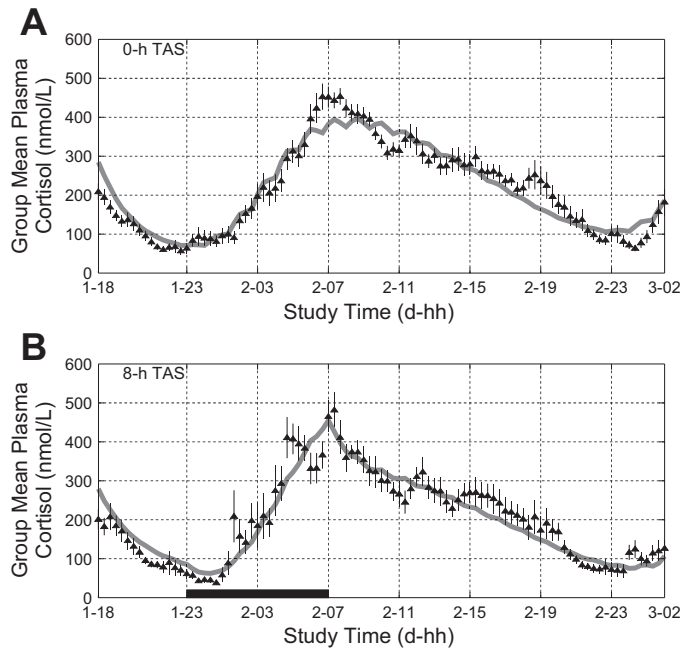 A
0-h TAS
Group Mean Plasma
Cortisol (nmol/L)
600
500
400
300
200
100
0
1-18 1-23 2-03 2-07 2-11 2-15 2-19 2-23 3-02
Study Time (d-hh)
B
8-h TAS
Group Mean Plasma
Cortisol (nmol/L)
600
500
400
300
200
100
0
1-18 1-23 2-03 2-07 2-11 2-15 2-19 2-23 3-02
Study Time (d-hh)